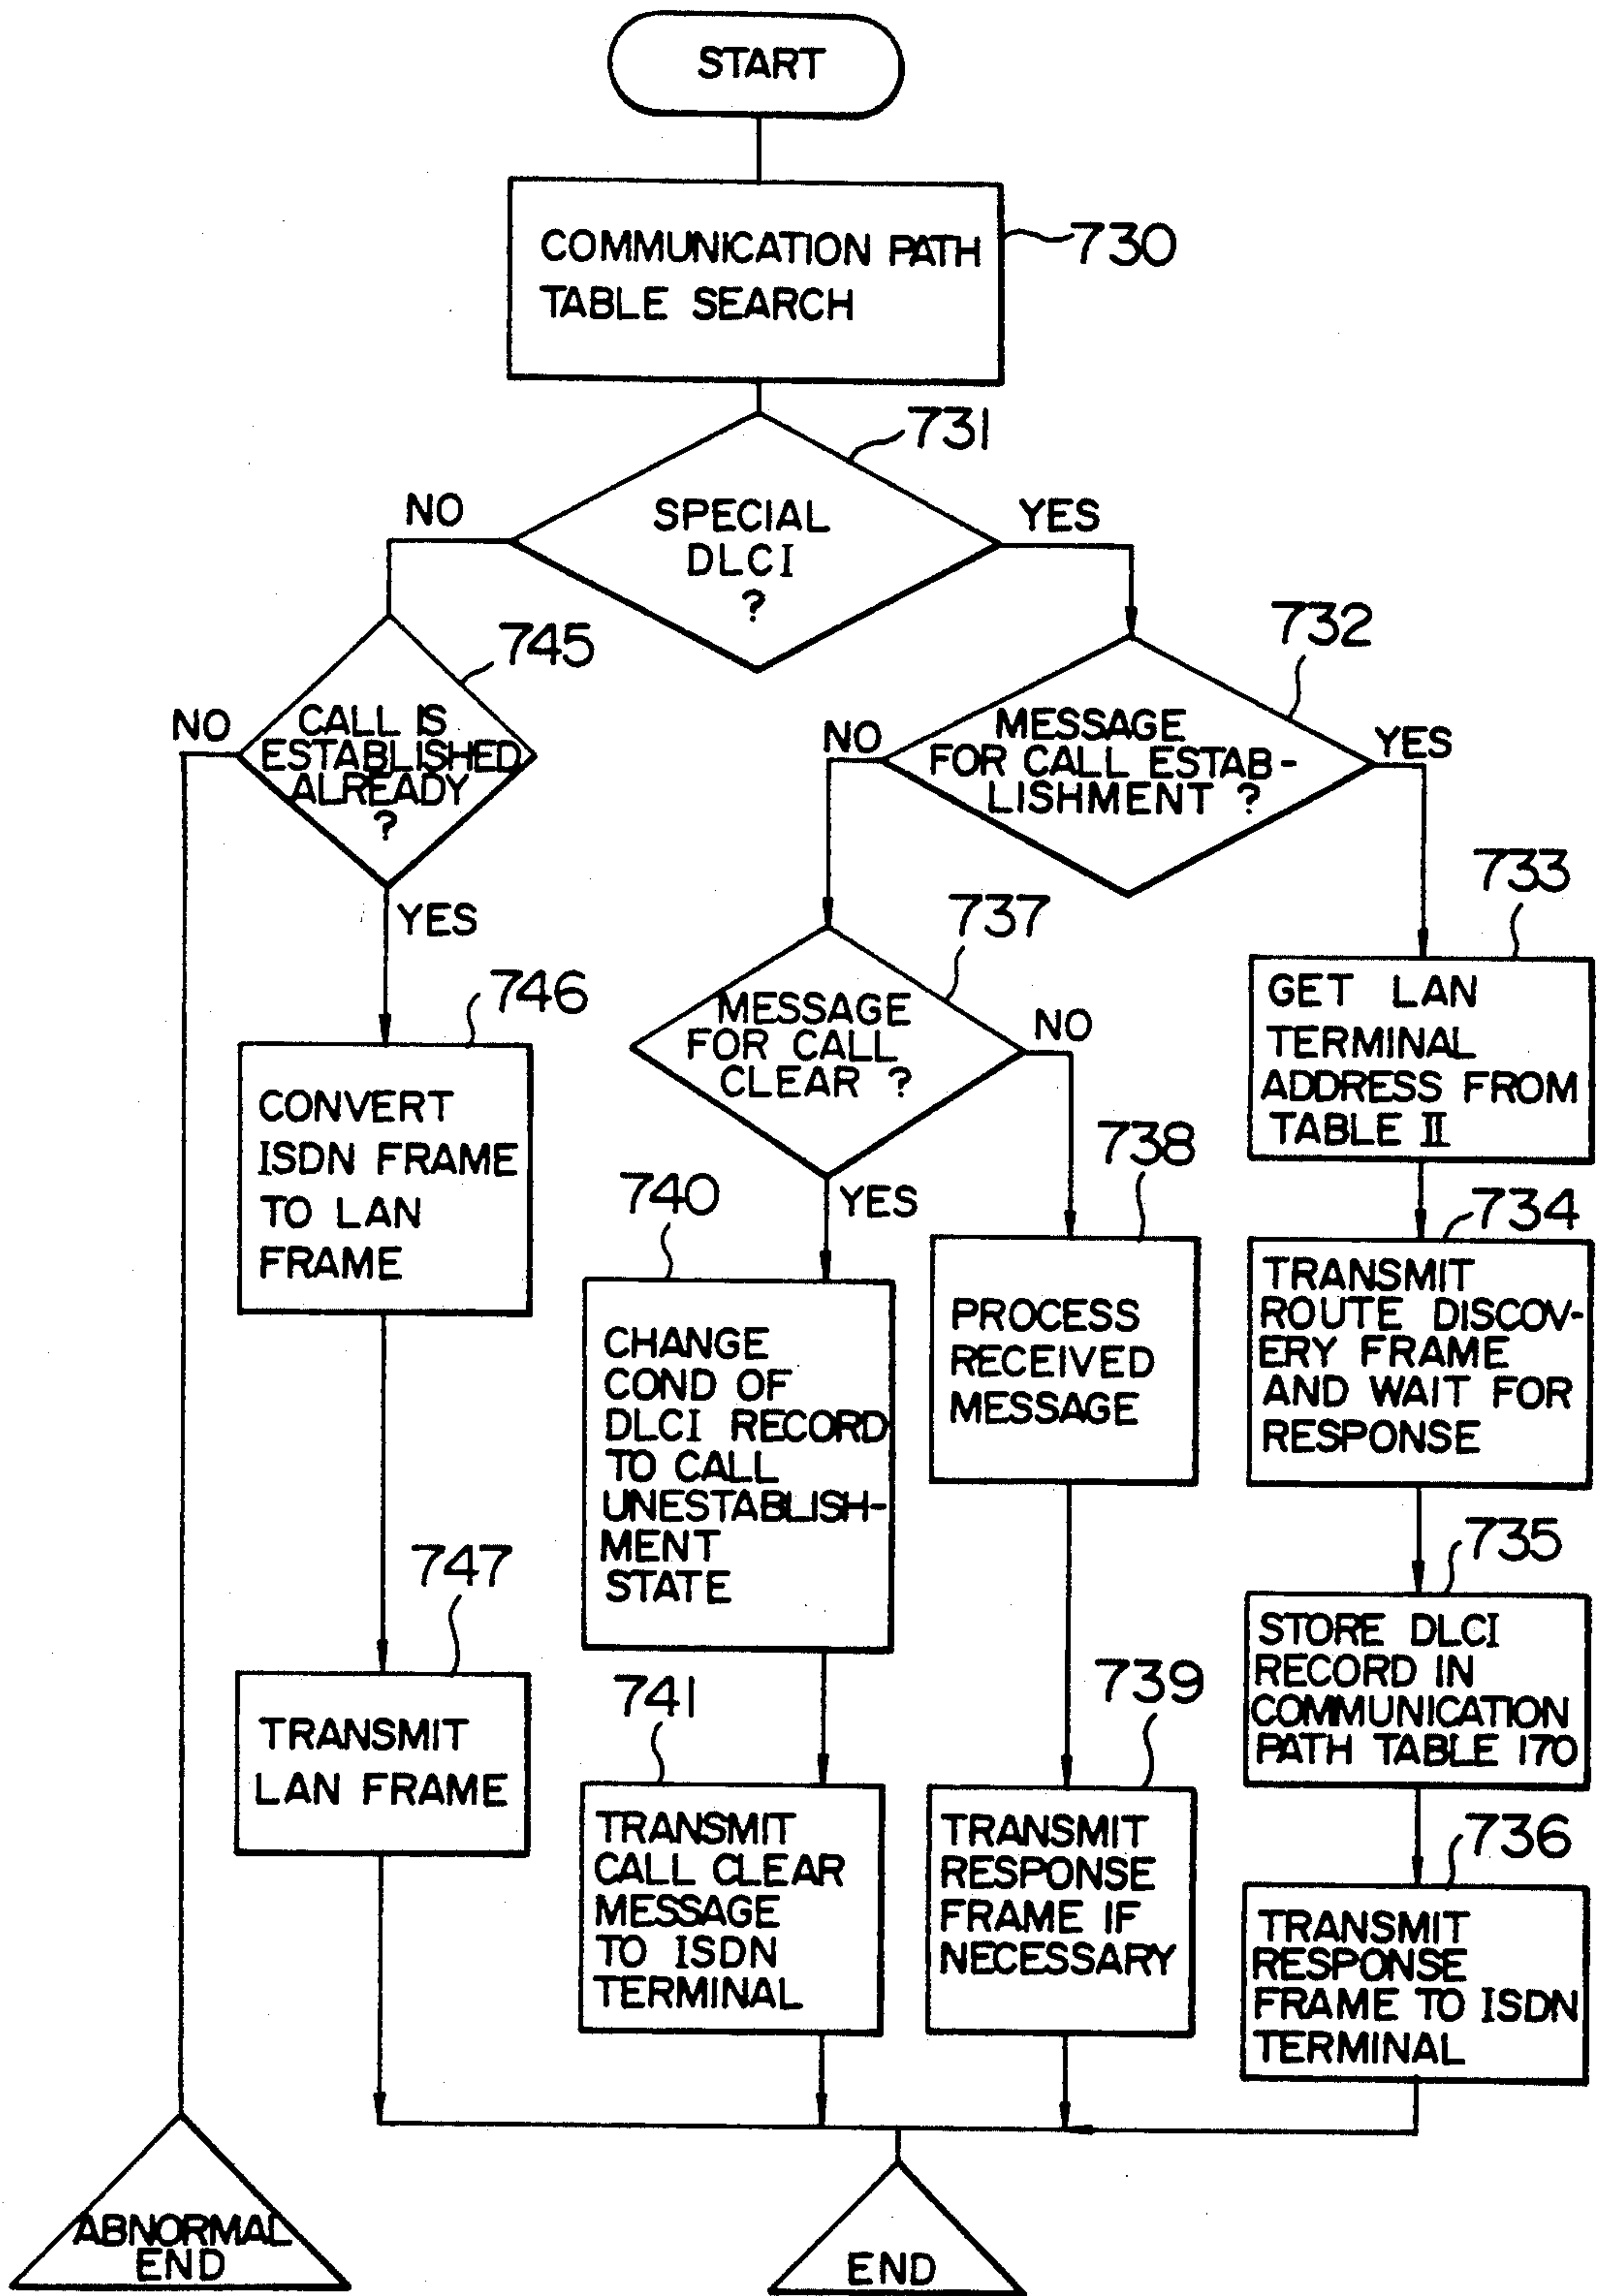 START
COMMUNICATION PATH
TABLE SEARCH
730
731
NO
SPECIAL
DLCI
?
YES
745
732
NO
CALL IS
ESTABLISHED
ALREADY
?
NO
MESSAGE
FOR CALL ESTAB-
LISHMENT ?
YES
733
YES
737
746
MESSAGE
FOR CALL
CLEAR ?
NO
GET LAN
TERMINAL
ADDRESS FROM
TABLE II
CONVERT
ISDN FRAME
TO LAN
FRAME
740
YES
738
734
CHANGE
COND OF
DLCI RECORD
TO CALL
UNESTABLISH-
MENT
STATE
PROCESS
RECEIVED
MESSAGE
TRANSMIT
ROUTE DISCOV-
ERY FRAME
AND WAIT FOR
RESPONSE
747
735
TRANSMIT
LAN FRAME
741
739
STORE DLCI
RECORD IN
COMMUNICATION
PATH TABLE 170
TRANSMIT
CALL CLEAR
MESSAGE
TO ISDN
TERMINAL
TRANSMIT
RESPONSE
FRAME IF
NECESSARY
736
TRANSMIT
RESPONSE
FRAME TO ISDN
TERMINAL
ABNORMAL
END
END